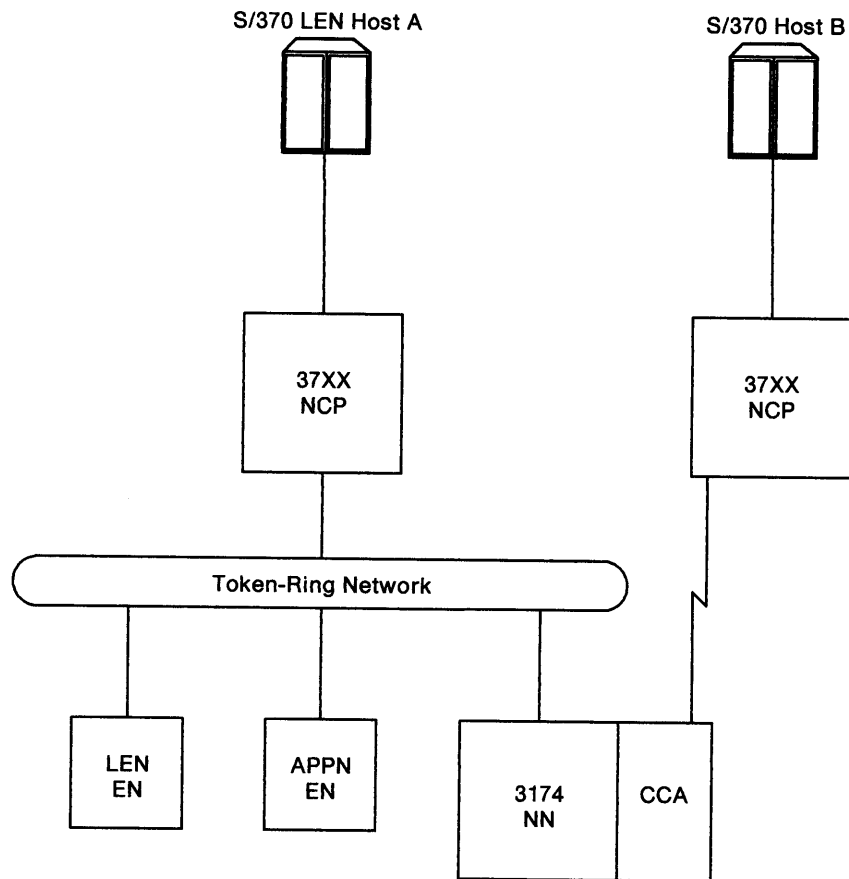 S/370 LEN Host A
S/370 Host B
37XX
NCP
37XX
NCP
Token-Ring Network
LEN
EN
APPN
EN
3174
NN
CCA